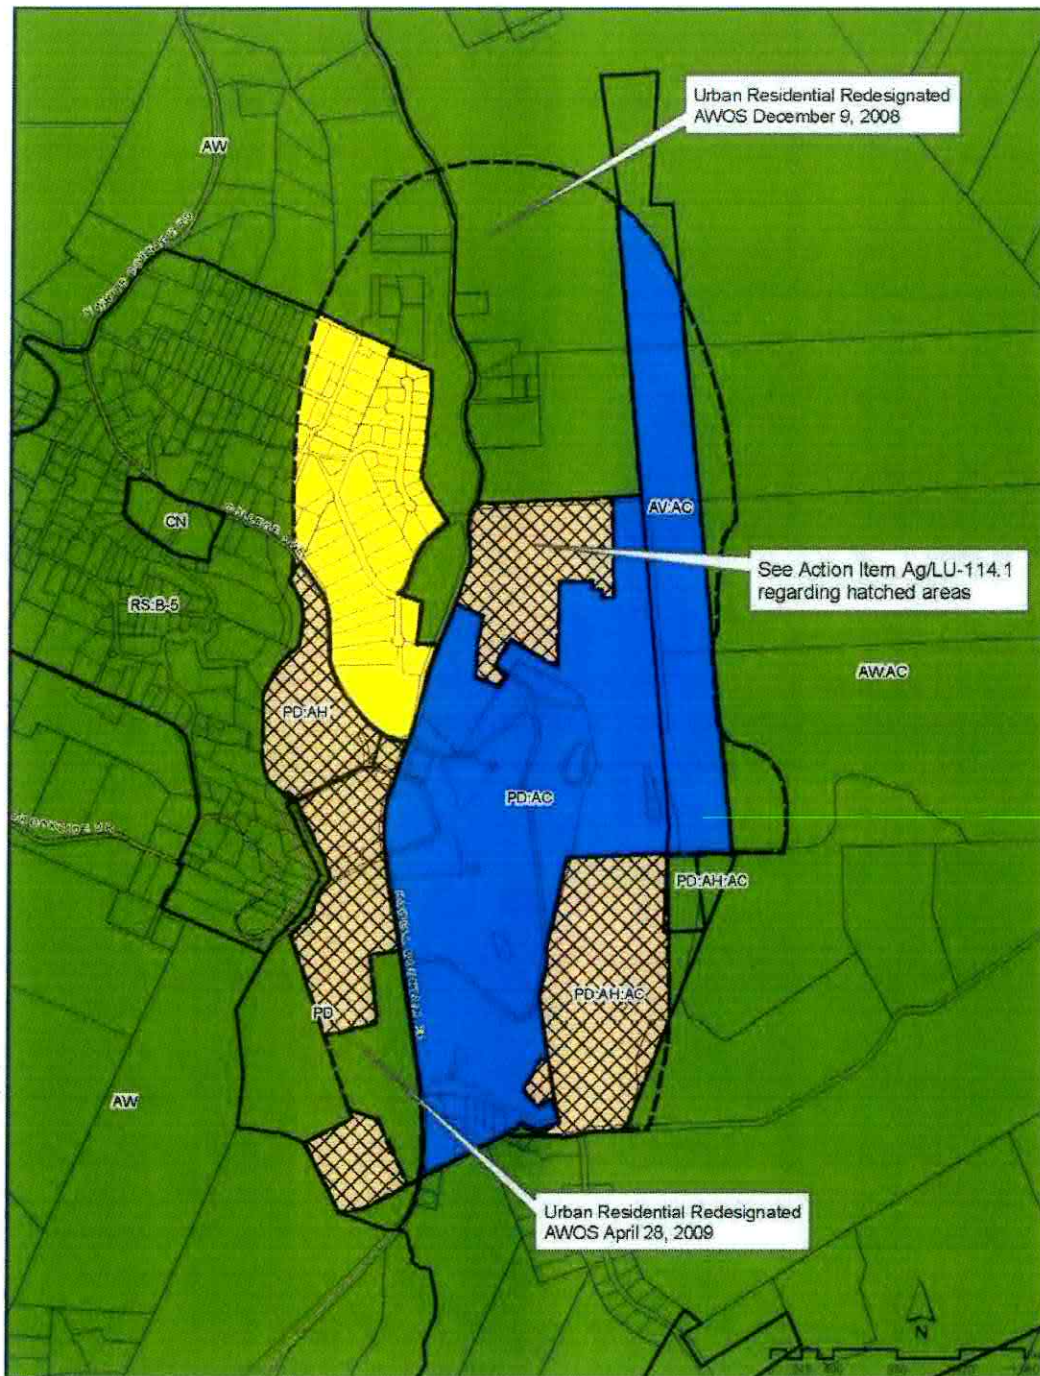 Urban Residential Redesignated
AWOS December 9, 2008
AW
AV:AC
CN
See Action Item Ag/LU-114.1
regarding hatched areas
RS:B-5
AW:AC
PD:AH
PD:AC
PD:AH:AC
PD:AH:AC
PD
AW
Urban Residential Redesignated
AWOS April 28, 2009
N